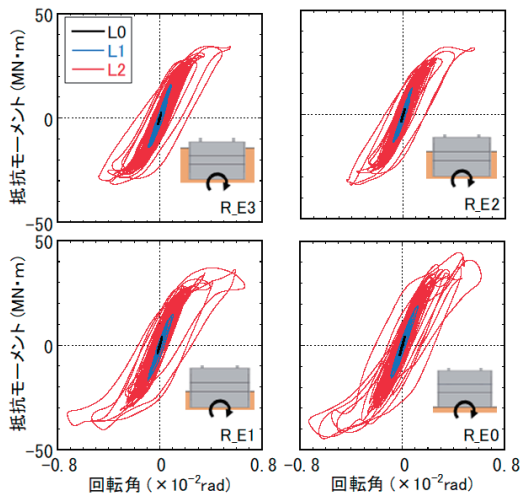 50
L0
L1
L2
0
-50
抵抗モーメント(MN・m)
R_E3
R_E2
50
0
-50
抵抗モーメント(MN・m)
R_E1
R_E0
-0.8 0 0.8 -0.8 0 0.8
回転角(×10⁻²rad) 回転角(×10⁻²rad)